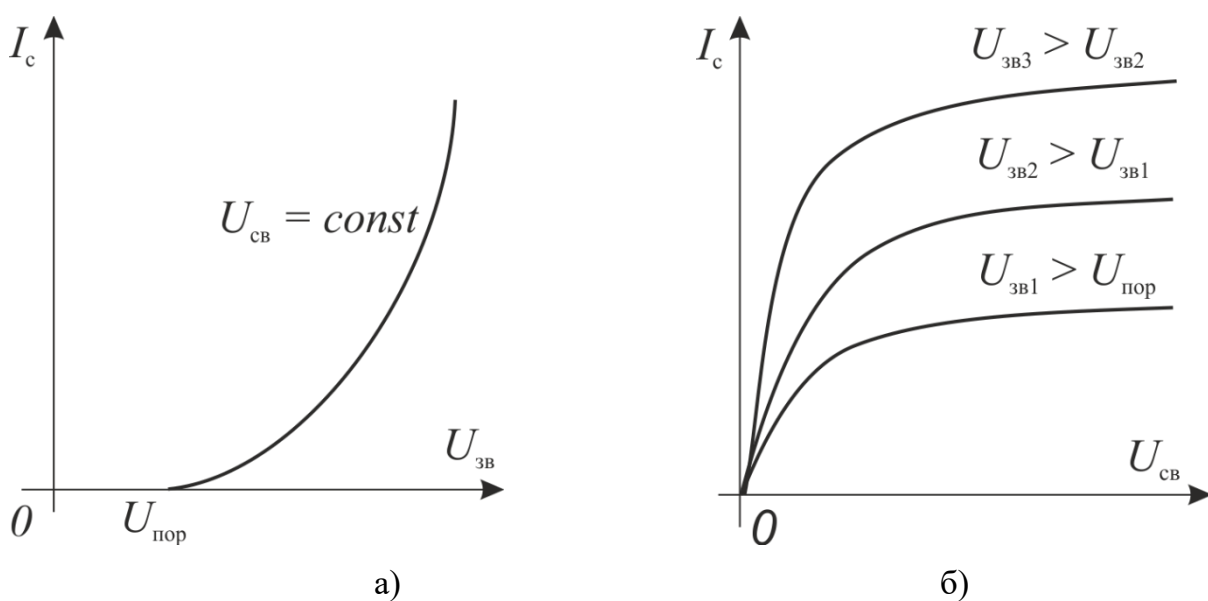 I_с
U_св = const
U_зв
0
U_пор
а)
I_с
U_зв3 > U_зв2
U_зв2 > U_зв1
U_зв1 > U_пор
U_св
0
б)